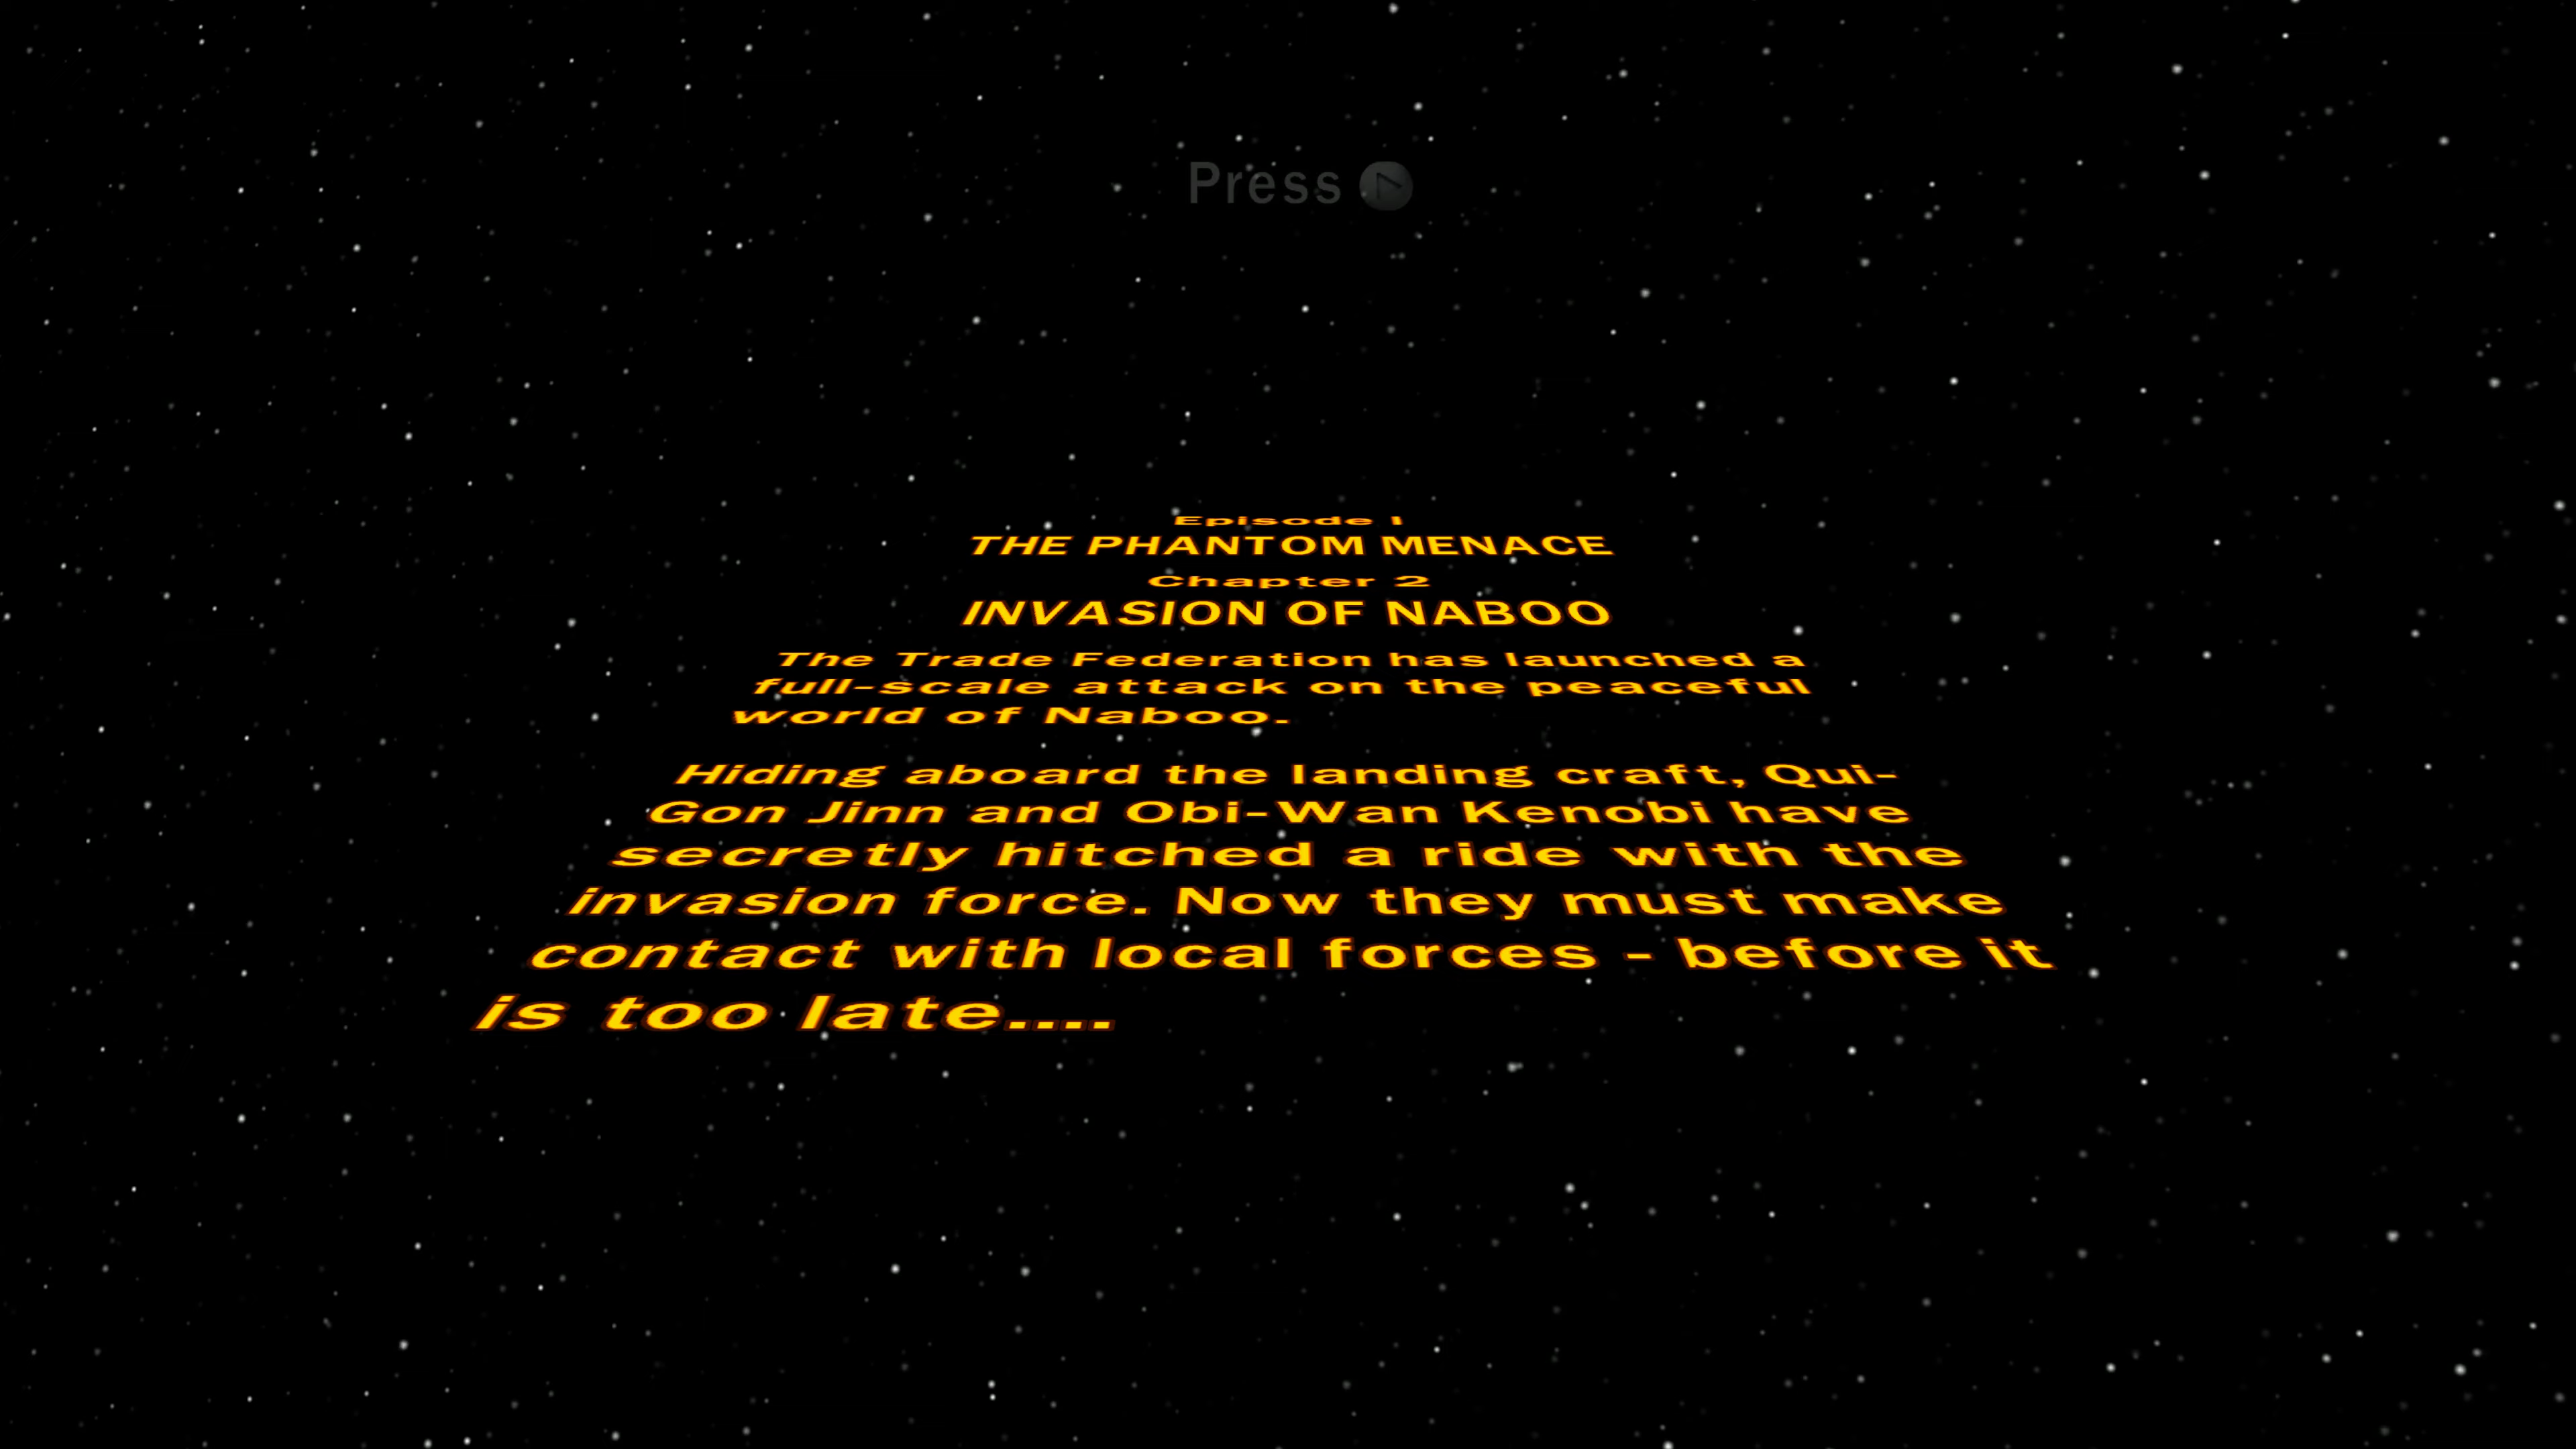 Press
Episode I
THE PHANTOM MENACE
Chapter 2
INVASION OF NABOO
The Trade Federation has launched a
full-scale attack on the peaceful
world of Naboo.
Hiding aboard the landing craft, Qui-
Gon Jinn and Obi-Wan Kenobi have
secretly hitched a ride with the
invasion force. Now they must make
contact with local forces - before it
is too late....